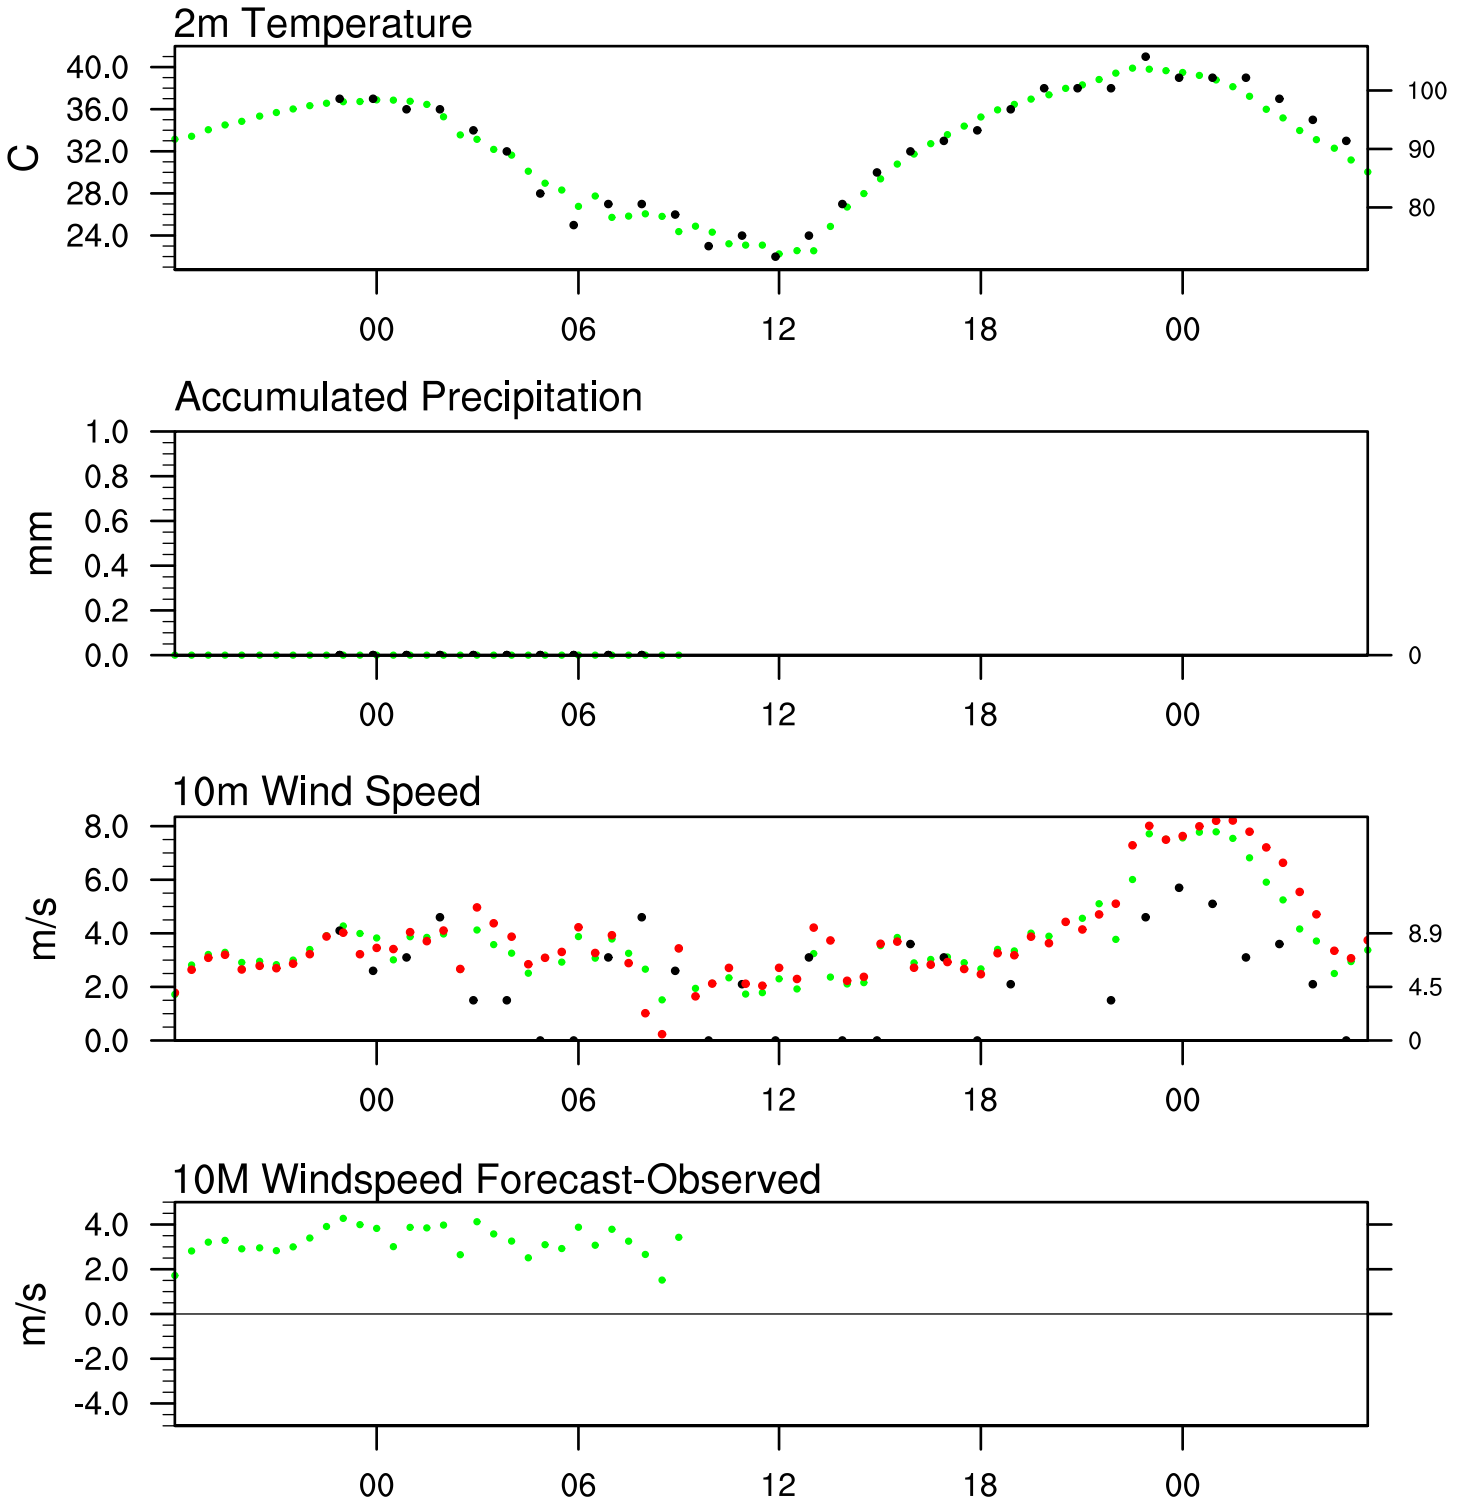 2m Temperature
40.0
36.0
32.0
28.0
24.0
C
100
90
80
00 06 12 18 00
Accumulated Precipitation
1.0
0.8
0.6
0.4
0.2
0.0
mm
0
00 06 12 18 00
10m Wind Speed
8.0
6.0
4.0
2.0
0.0
m/s
8.9
4.5
0
00 06 12 18 00
10M Windspeed Forecast-Observed
4.0
2.0
0.0
-2.0
-4.0
m/s
00 06 12 18 00